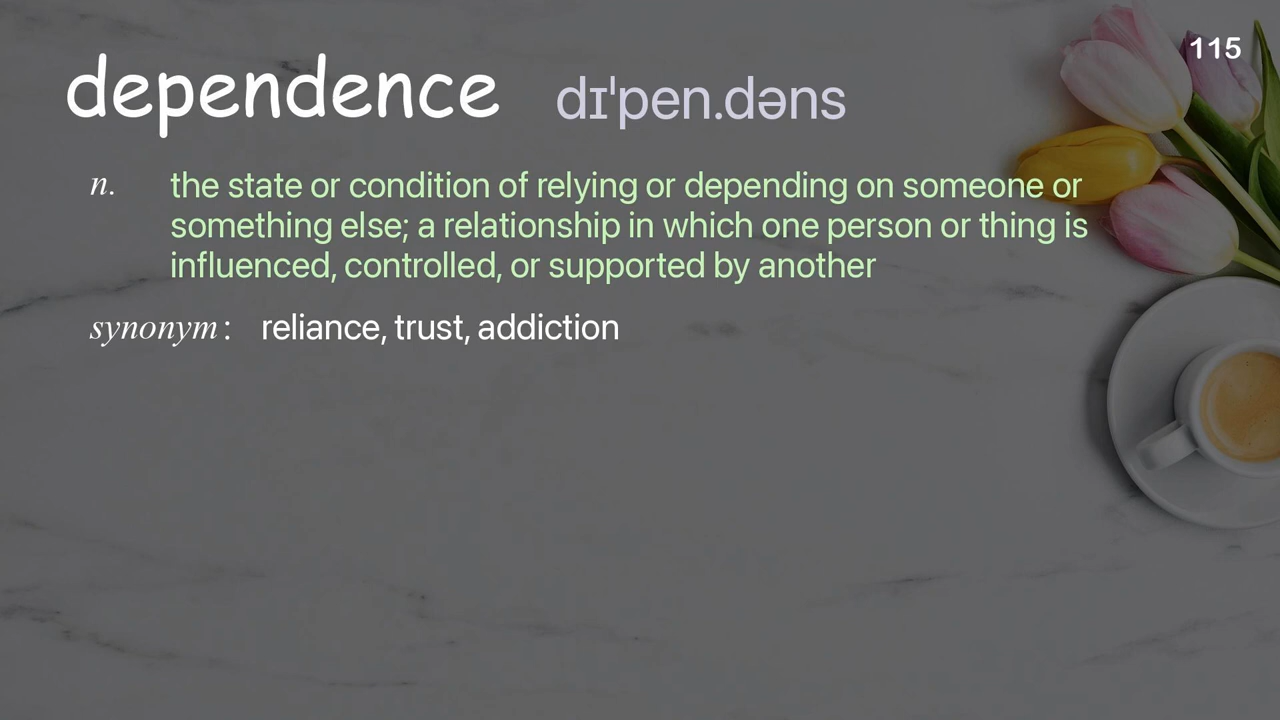 115
dependence dɪˈpen.dəns
n. the state or condition of relying or depending on someone or
something else; a relationship in which one person or thing is
influenced, controlled, or supported by another
synonym: reliance, trust, addiction